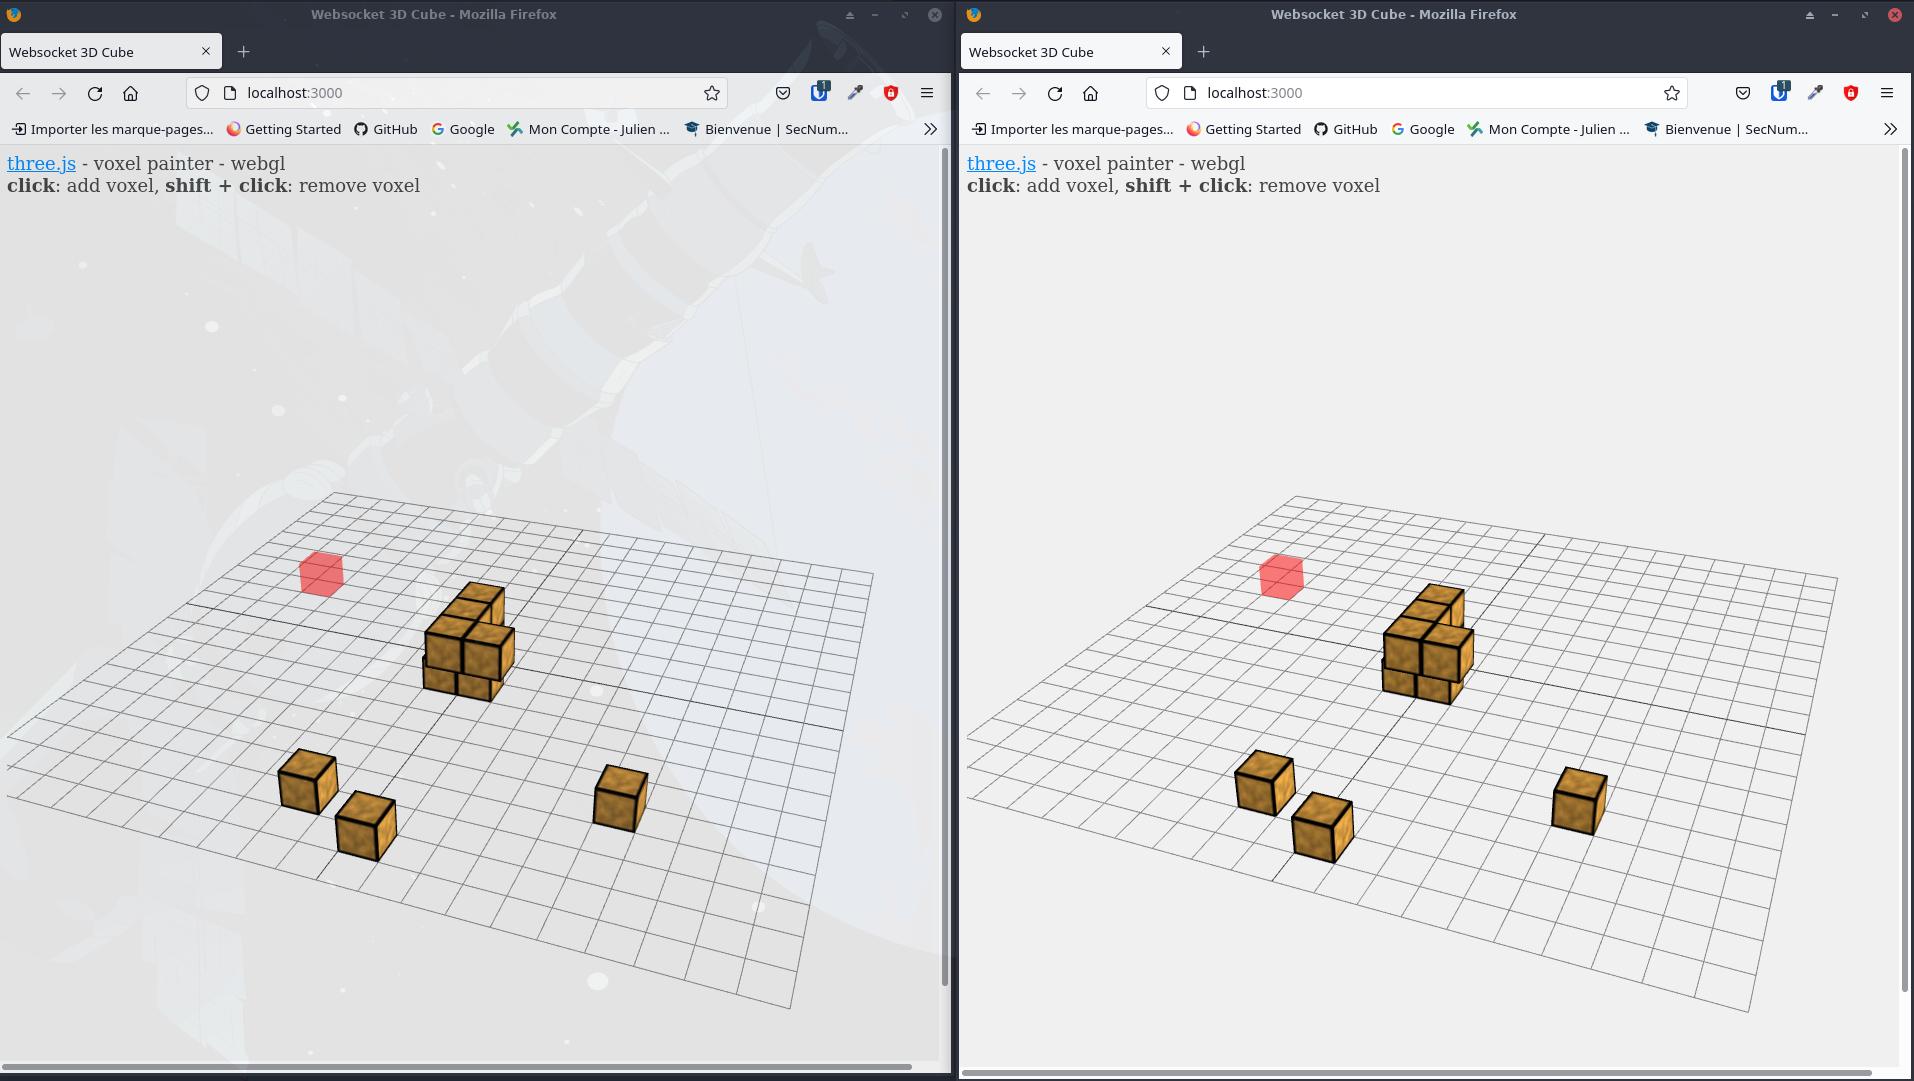 Websocket 3D Cube - Mozilla Firefox
Websocket 3D Cube
localhost:3000
1
Importer les marque-pages... Getting Started GitHub Google Mon Compte - Julien ... Bienvenue | SecNum...
three.js - voxel painter - webgl
click: add voxel, shift + click: remove voxel
Websocket 3D Cube - Mozilla Firefox
Websocket 3D Cube
localhost:3000
1
Importer les marque-pages... Getting Started GitHub Google Mon Compte - Julien ... Bienvenue | SecNum...
three.js - voxel painter - webgl
click: add voxel, shift + click: remove voxel